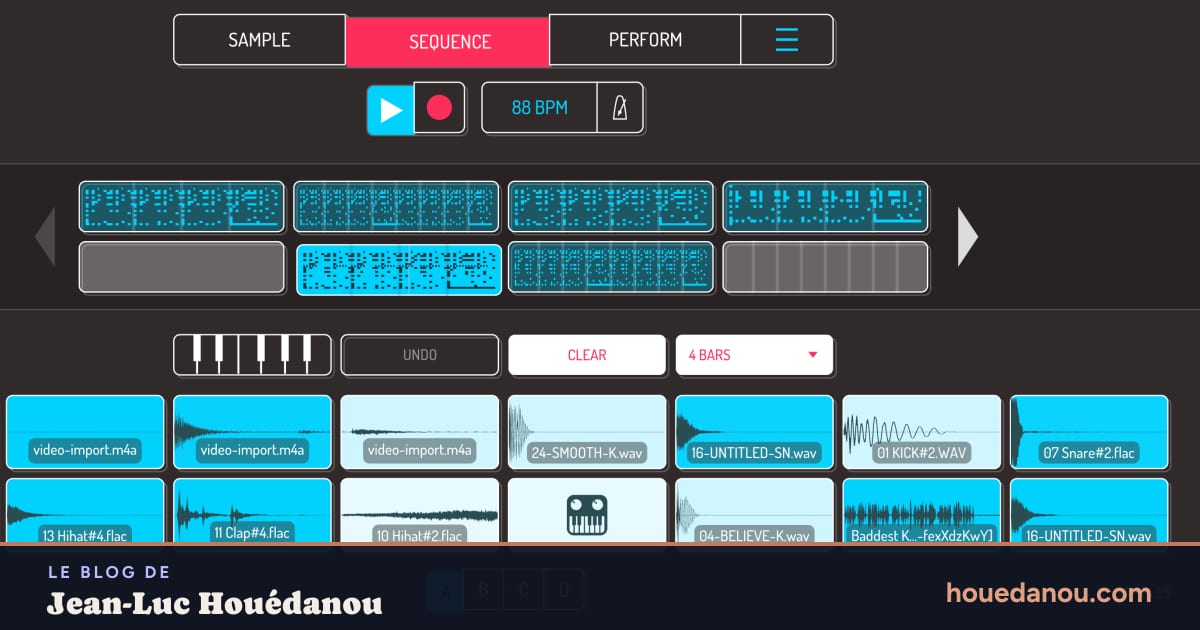 SAMPLE SEQUENCE PERFORM
88 BPM
UNDO CLEAR 4 BARS
video-import.m4a video-import.m4a video-import.m4a 24-SMOOTH-K.wav 16-UNTITLED-SN.wav 01 KICK#2.WAV 07 Snare#2.flac
13 Hihat#4.flac 11 Clap#4.flac 10 Hihat#2.flac 04-BELIEVE-K.wav Baddest K...-fexXdzKwY] 16-UNTITLED-SN.wav
A B C D
LE BLOG DE
Jean-Luc Houédanou
houedanou.com